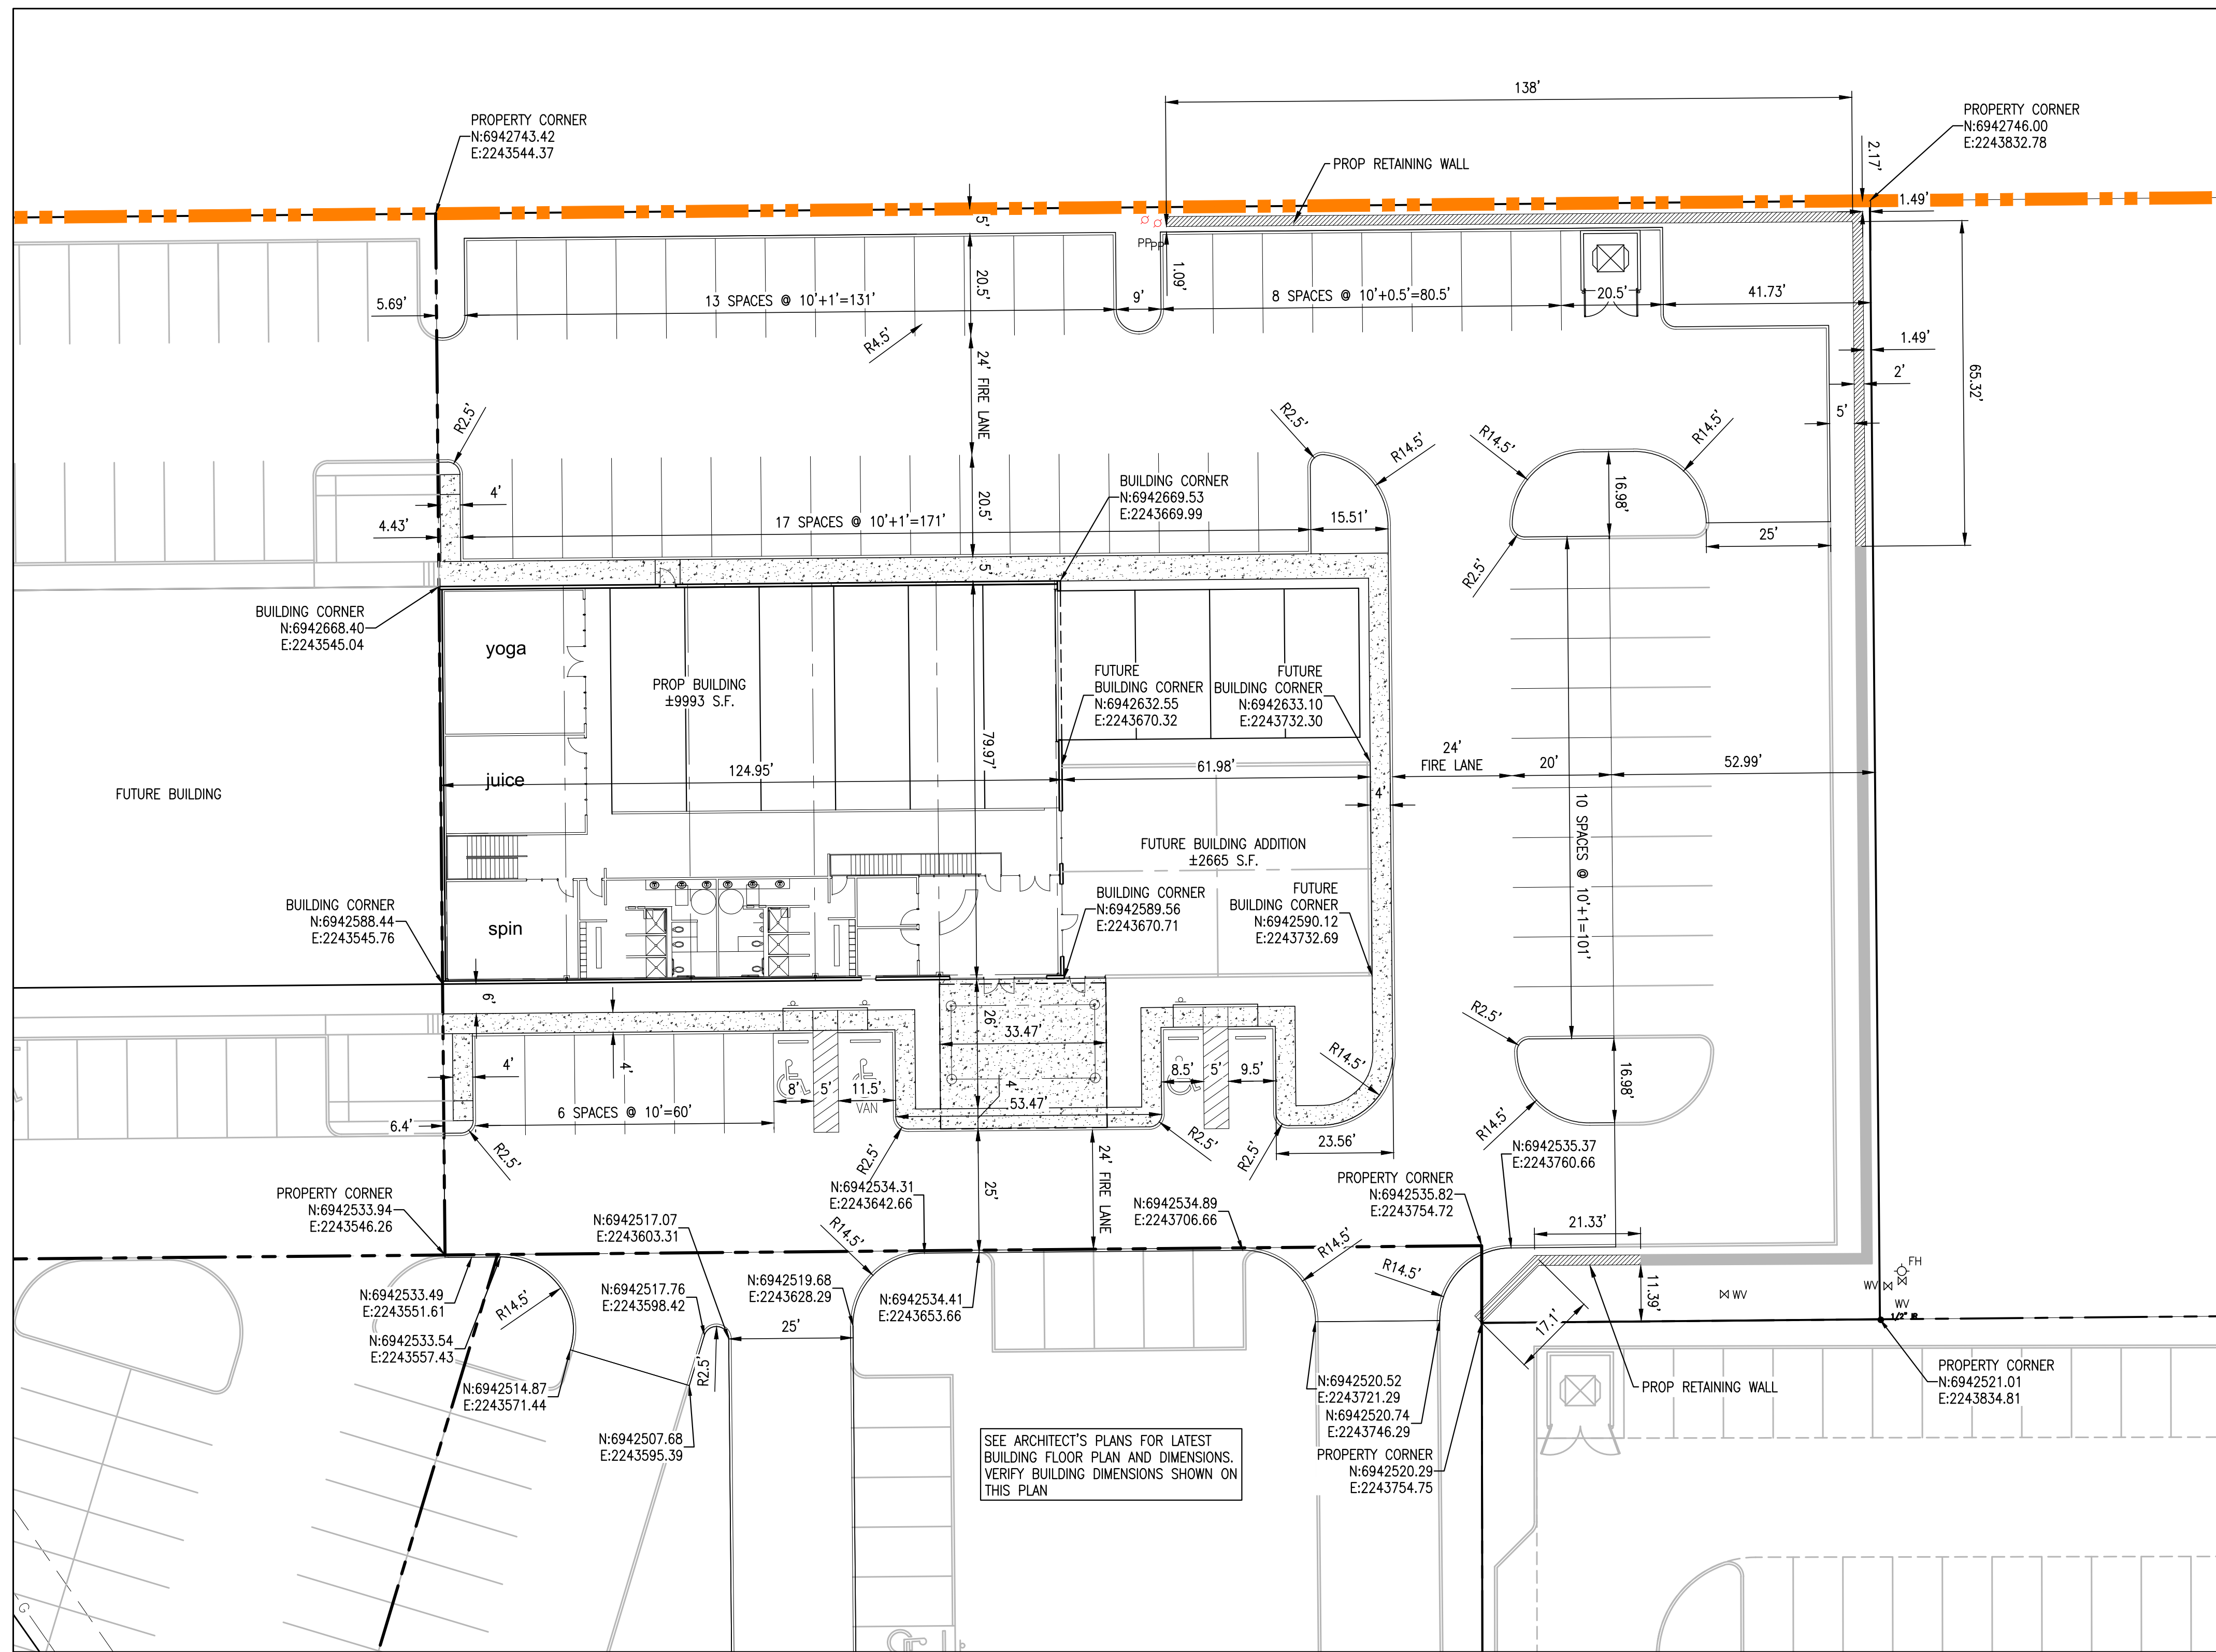 138'
PROPERTY CORNER
N:6942743.42
E:2243544.37
PROPERTY CORNER
N:6942746.00
E:2243832.78
2.17'
PROP RETAINING WALL
1.49'
5'
PP
PP
1.09'
20.5'
13 SPACES @ 10'+1'=131'
9'
8 SPACES @ 10'+0.5'=80.5'
20.5'
41.73'
5.69'
R4.5'
24' FIRE LANE
1.49'
2'
65.32'
5'
R2.5'
R2.5'
R14.5'
R14.5'
R14.5'
16.98'
4'
4.43'
20.5'
17 SPACES @ 10'+1'=171'
BUILDING CORNER
N:6942669.53
E:2243669.99
15.51'
25'
R2.5'
5'
BUILDING CORNER
N:6942668.40
E:2243545.04
yoga
PROP BUILDING
±9993 S.F.
FUTURE
BUILDING CORNER
N:6942632.55
E:2243670.32
FUTURE
BUILDING CORNER
N:6942633.10
E:2243732.30
79.97'
124.95'
juice
61.98'
24'
FIRE LANE
20'
52.99'
4'
FUTURE BUILDING
10 SPACES @ 10'+1=101'
FUTURE BUILDING ADDITION
±2665 S.F.
BUILDING CORNER
N:6942588.44
E:2243545.76
spin
BUILDING CORNER
N:6942589.56
E:2243670.71
FUTURE
BUILDING CORNER
N:6942590.12
E:2243732.69
6'
26'
33.47'
R2.5'
4'
4'
8'
5'
11.5'
VAN
4'
53.47'
8.5'
5'
9.5'
R14.5'
16.98'
6 SPACES @ 10'=60'
6.4'
R2.5'
R2.5'
R2.5'
R2.5'
23.56'
R14.5'
N:6942535.37
E:2243760.66
25'
24' FIRE LANE
PROPERTY CORNER
N:6942533.94
E:2243546.26
N:6942517.07
E:2243603.31
N:6942534.31
E:2243642.66
N:6942534.89
E:2243706.66
PROPERTY CORNER
N:6942535.82
E:2243754.72
21.33'
R14.5'
R14.5'
R14.5'
11.39'
FH
WV
WV
WV
1/2"
N:6942533.49
E:2243551.61
R14.5'
N:6942517.76
E:2243598.42
N:6942519.68
E:2243628.29
N:6942534.41
E:2243653.66
25'
17.1'
N:6942533.54
E:2243557.43
R2.5'
N:6942514.87
E:2243571.44
N:6942520.52
E:2243721.29
N:6942520.74
E:2243746.29
PROP RETAINING WALL
PROPERTY CORNER
N:6942521.01
E:2243834.81
N:6942507.68
E:2243595.39
SEE ARCHITECT'S PLANS FOR LATEST
BUILDING FLOOR PLAN AND DIMENSIONS.
VERIFY BUILDING DIMENSIONS SHOWN ON
THIS PLAN
PROPERTY CORNER
N:6942520.29
E:2243754.75
G